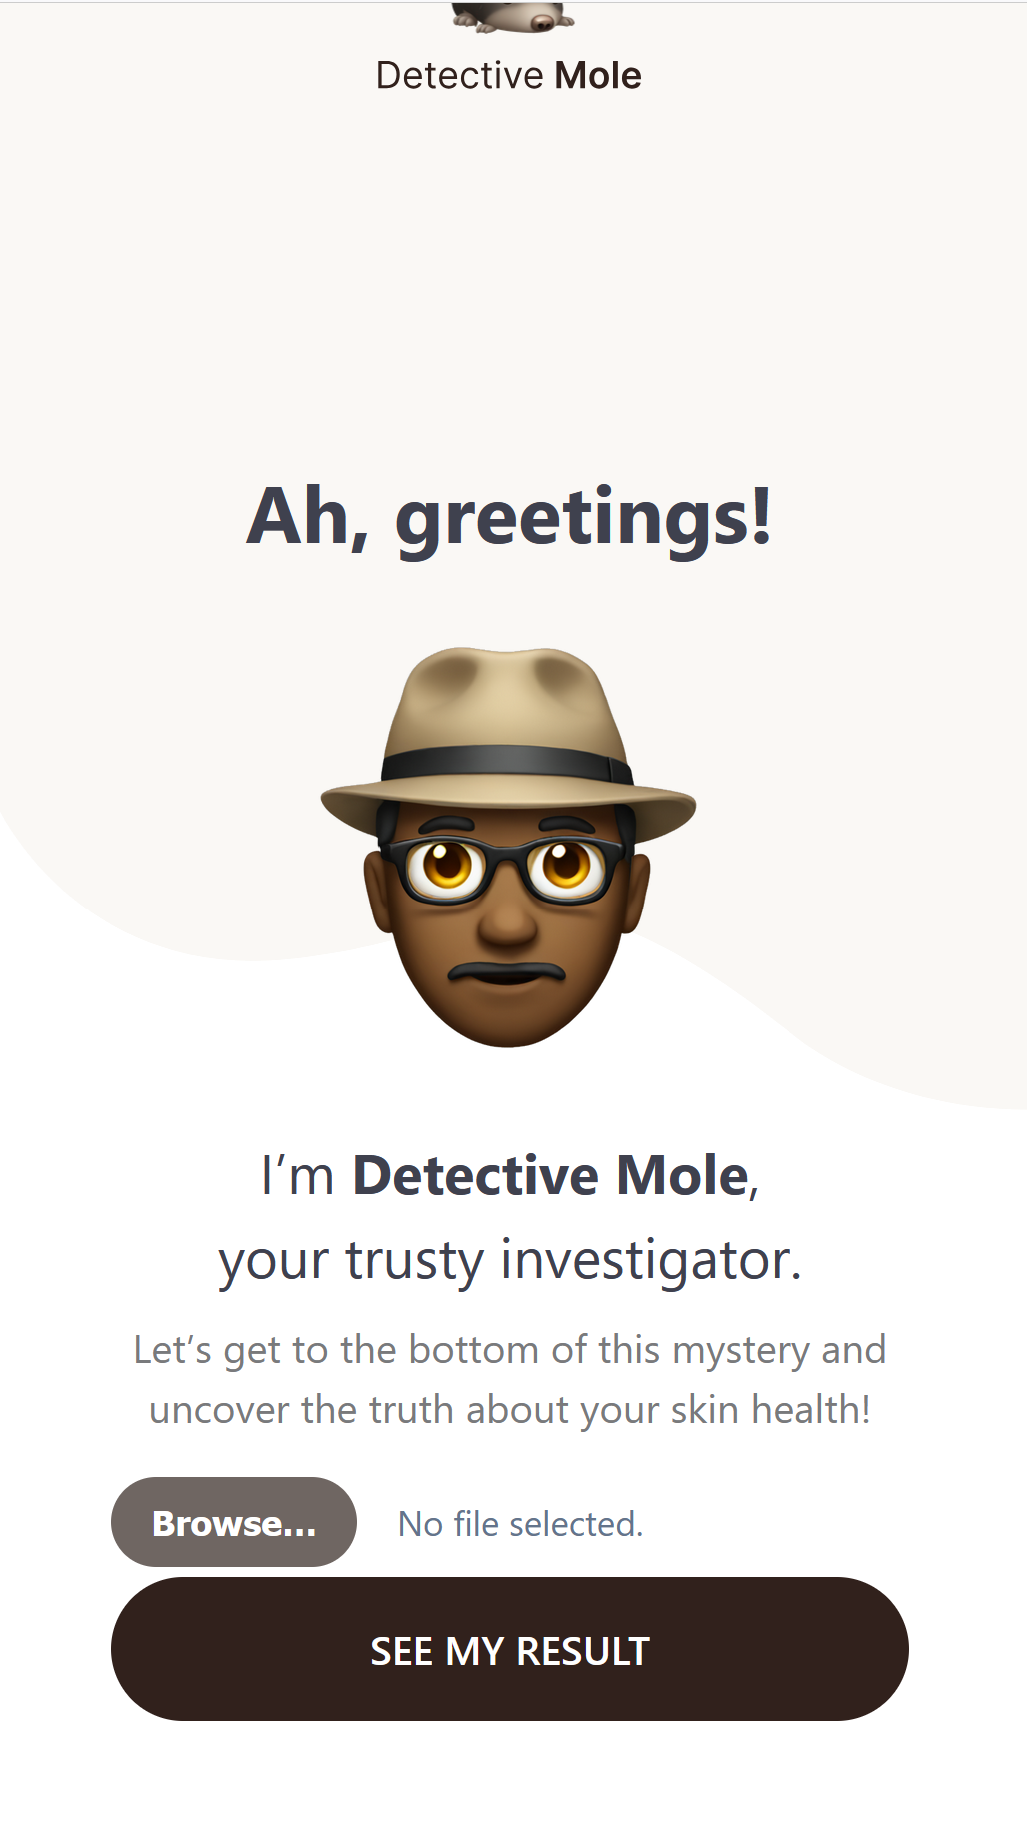 Detective Mole
Ah, greetings!
I’m Detective Mole,
your trusty investigator.
Let’s get to the bottom of this mystery and
uncover the truth about your skin health!
Browse... No file selected.
SEE MY RESULT